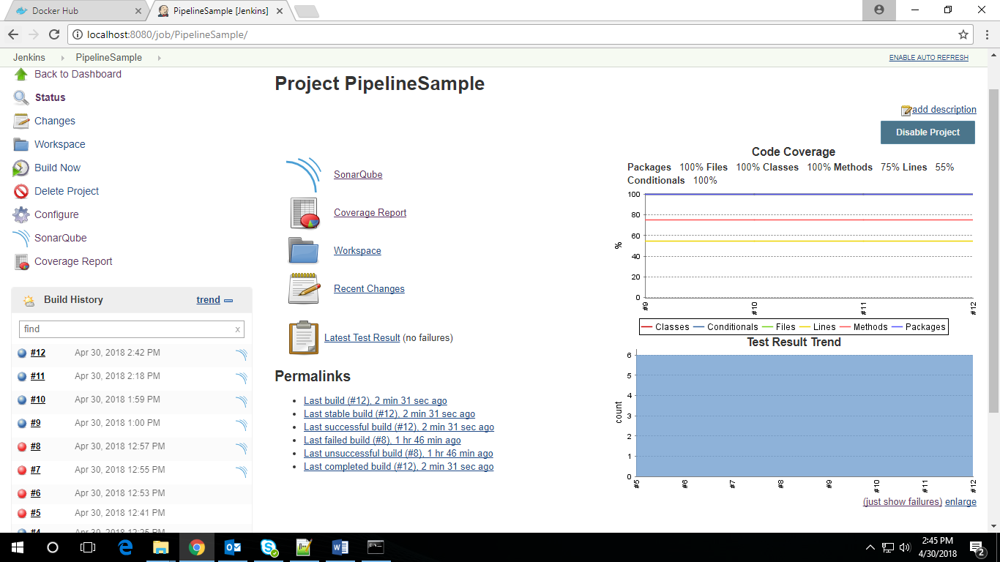 Docker Hub
PipelineSample [Jenkins]
localhost:8080/job/PipelineSample/
Jenkins PipelineSample
ENABLE AUTO REFRESH
Back to Dashboard
Status
Changes
Workspace
Build Now
Delete Project
Configure
SonarQube
Coverage Report
Build History trend
find x
#12 Apr 30, 2018 2:42 PM
#11 Apr 30, 2018 2:18 PM
#10 Apr 30, 2018 1:59 PM
#9 Apr 30, 2018 1:00 PM
#8 Apr 30, 2018 12:57 PM
#7 Apr 30, 2018 12:55 PM
#6 Apr 30, 2018 12:53 PM
#5 Apr 30, 2018 12:41 PM
#4 Apr 30, 2018 12:25 PM
Project PipelineSample
add description
Disable Project
SonarQube
Coverage Report
Workspace
Recent Changes
Latest Test Result (no failures)
Permalinks
Last build (#12), 2 min 31 sec ago
Last stable build (#12), 2 min 31 sec ago
Last successful build (#12), 2 min 31 sec ago
Last failed build (#8), 1 hr 46 min ago
Last unsuccessful build (#8), 1 hr 46 min ago
Last completed build (#12), 2 min 31 sec ago
Code Coverage
Packages 100% Files 100% Classes 100% Methods 75% Lines 55%
Conditionals 100%
100
80
60
40
20
0
%
#9 #10 #11 #12
Classes Conditionals Files Lines Methods Packages
Test Result Trend
6
5
4
3
2
1
0
count
#5 #6 #7 #8 #9 #10 #11 #12
(just show failures) enlarge
2:45 PM
4/30/2018
2